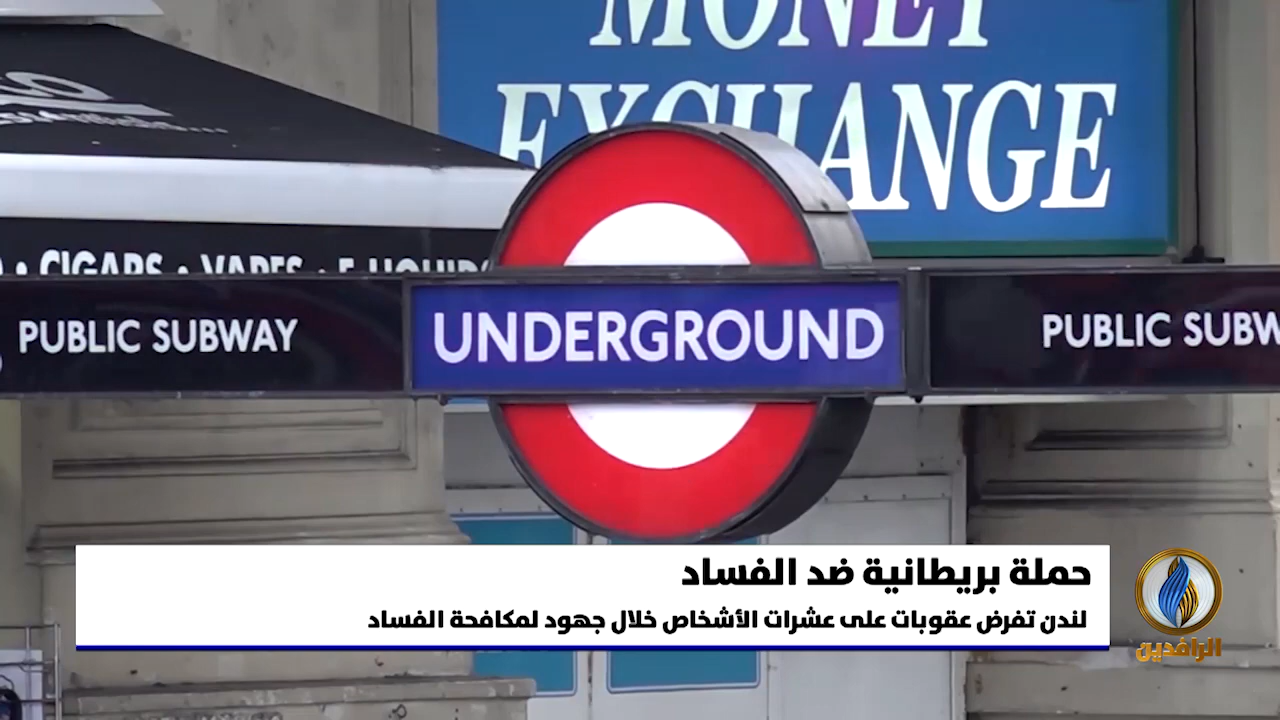 MONEY
EXCHANGE
CIGARS • VAPES • E-LIQUIDS
PUBLIC SUBWAY
UNDERGROUND
PUBLIC SUBW
حملة بريطانية ضد الفساد
لندن تفرض عقوبات على عشرات الأشخاص خلال جهود لمكافحة الفساد
الرافدين